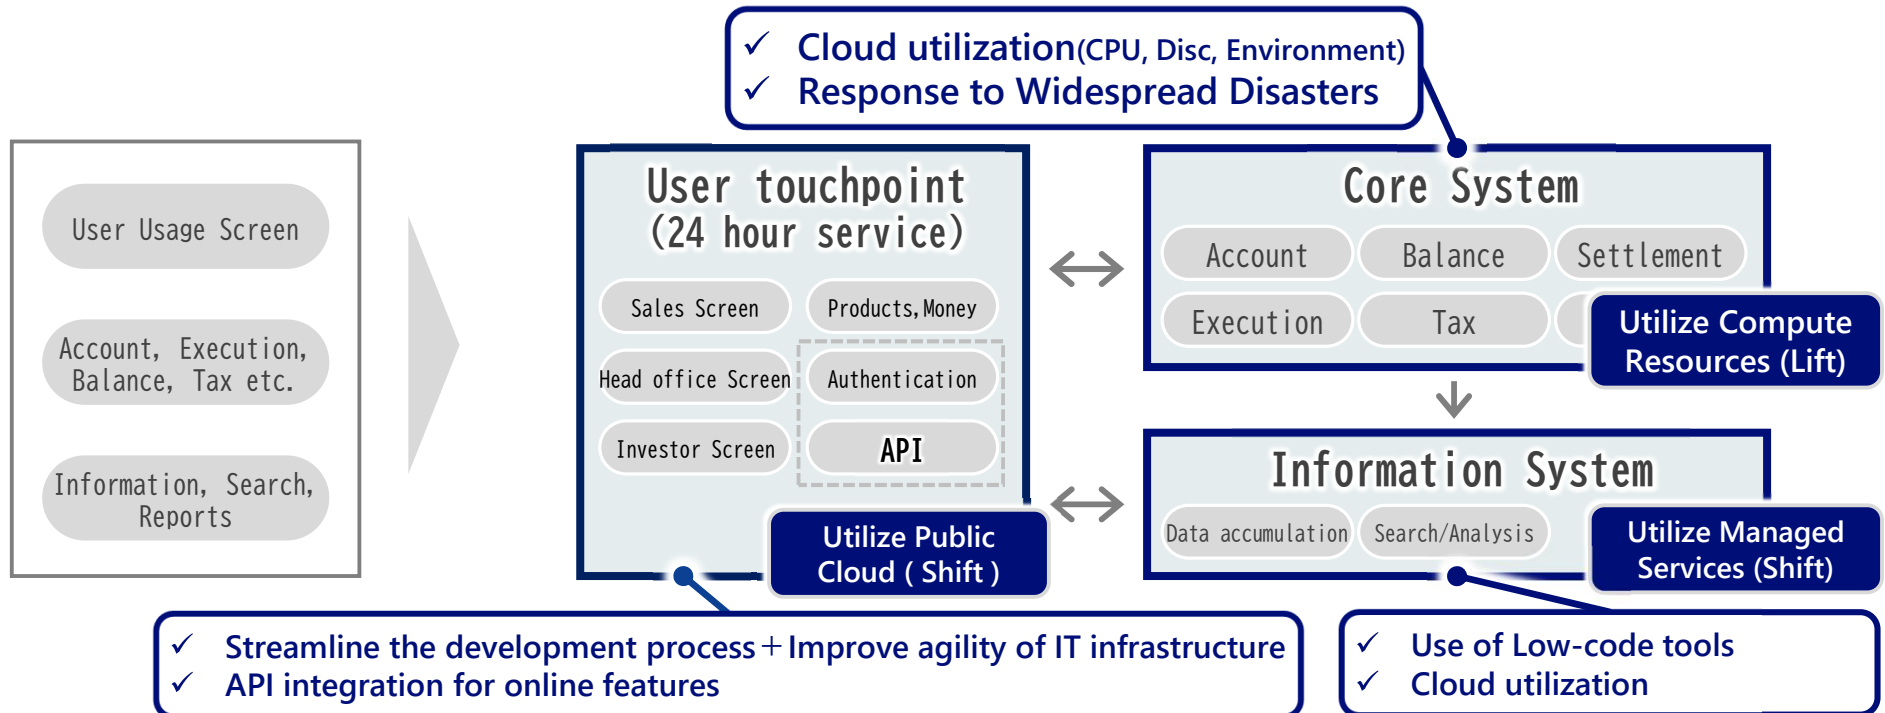 ✓ Cloud utilization(CPU, Disc, Environment)
✓ Response to Widespread Disasters
User Usage Screen
Account, Execution,
Balance, Tax etc.
Information, Search,
Reports
User touchpoint
(24 hour service)
Sales Screen
Products,Money
Head office Screen
Authentication
Investor Screen
API
Utilize Public
Cloud ( Shift )
Core System
Account
Balance
Settlement
Execution
Tax
Utilize Compute
Resources (Lift)
Information System
Data accumulation
Search/Analysis
Utilize Managed
Services (Shift)
✓ Streamline the development process＋Improve agility of IT infrastructure
✓ API integration for online features
✓ Use of Low-code tools
✓ Cloud utilization